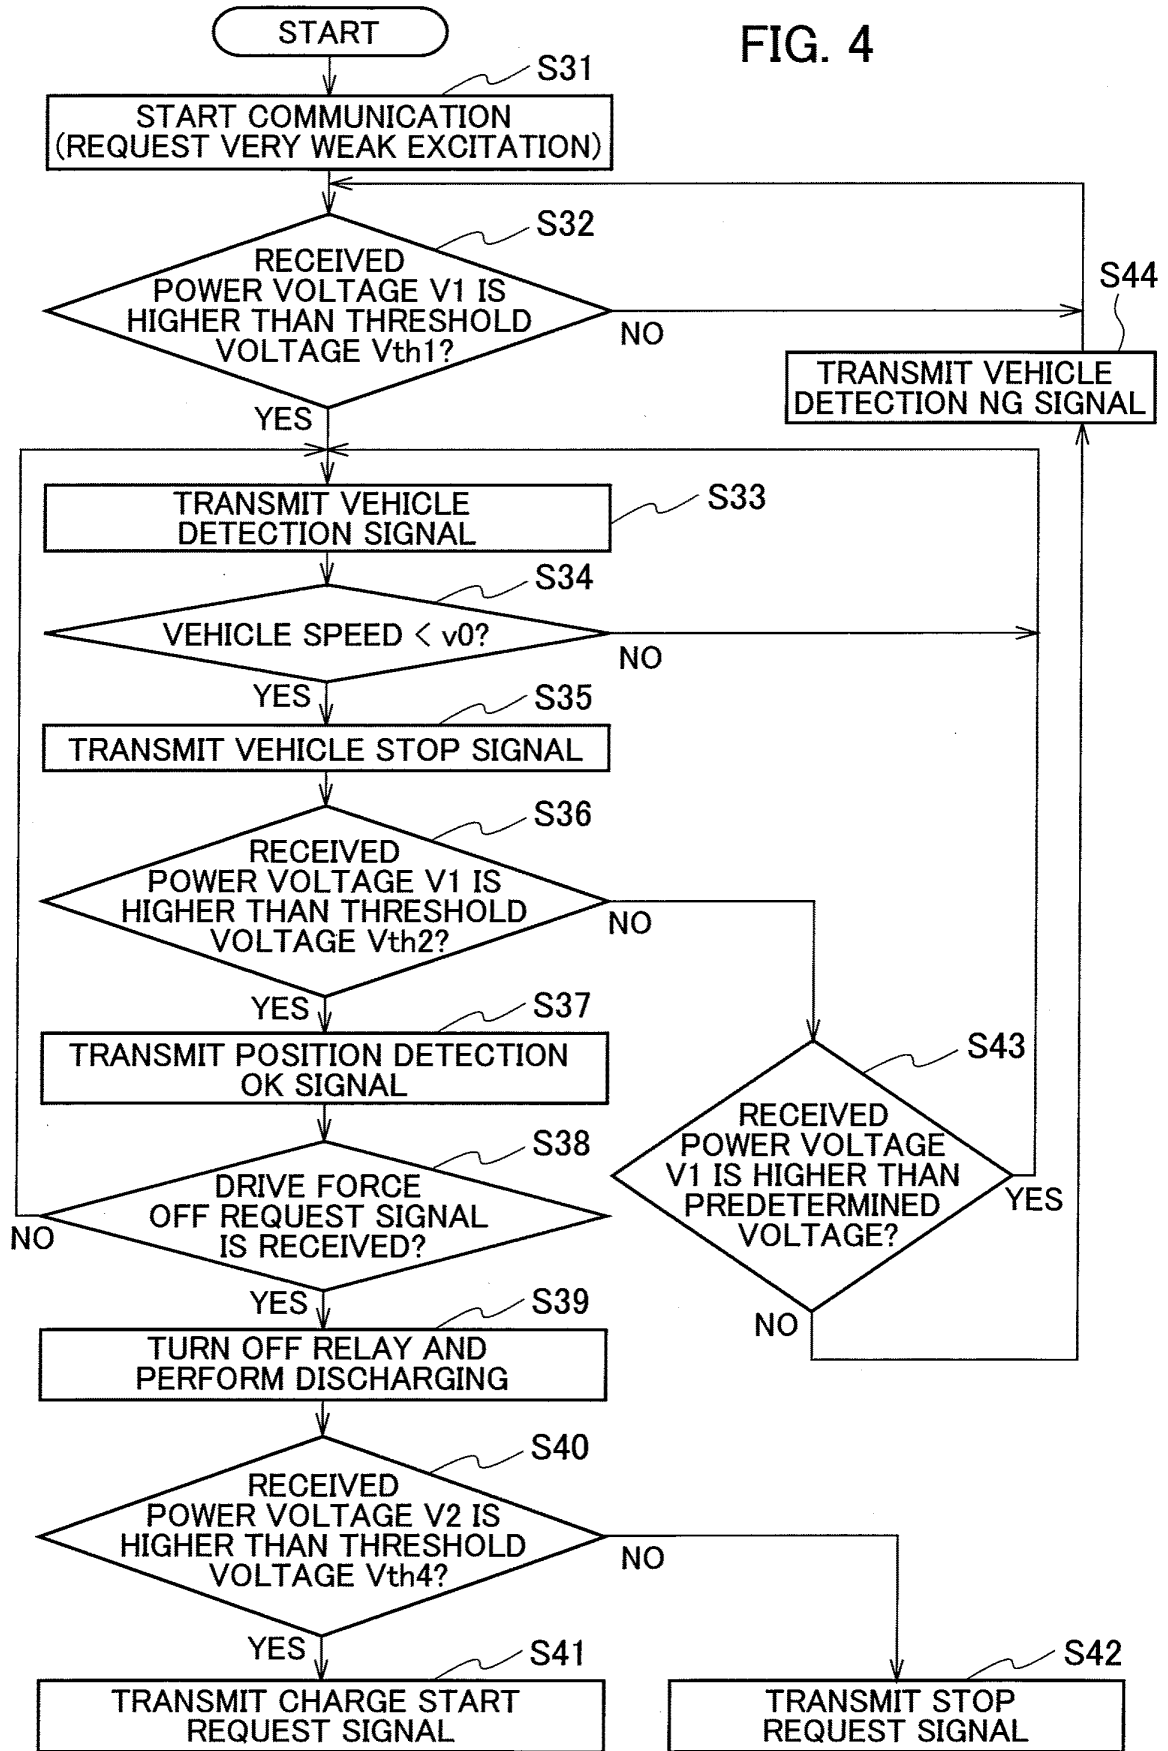 FIG. 4
START
S31
START COMMUNICATION
(REQUEST VERY WEAK EXCITATION)
S32
RECEIVED
POWER VOLTAGE V1 IS
HIGHER THAN THRESHOLD
VOLTAGE Vth1?
NO
YES
S44
TRANSMIT VEHICLE
DETECTION NG SIGNAL
S33
TRANSMIT VEHICLE
DETECTION SIGNAL
S34
VEHICLE SPEED < v0?
NO
YES
S35
TRANSMIT VEHICLE STOP SIGNAL
S36
RECEIVED
POWER VOLTAGE V1 IS
HIGHER THAN THRESHOLD
VOLTAGE Vth2?
NO
YES
S37
TRANSMIT POSITION DETECTION
OK SIGNAL
S43
RECEIVED
POWER VOLTAGE
V1 IS HIGHER THAN
PREDETERMINED
VOLTAGE?
YES
NO
S38
DRIVE FORCE
OFF REQUEST SIGNAL
IS RECEIVED?
NO
YES
S39
TURN OFF RELAY AND
PERFORM DISCHARGING
S40
RECEIVED
POWER VOLTAGE V2 IS
HIGHER THAN THRESHOLD
VOLTAGE Vth4?
NO
YES
S41
TRANSMIT CHARGE START
REQUEST SIGNAL
S42
TRANSMIT STOP
REQUEST SIGNAL